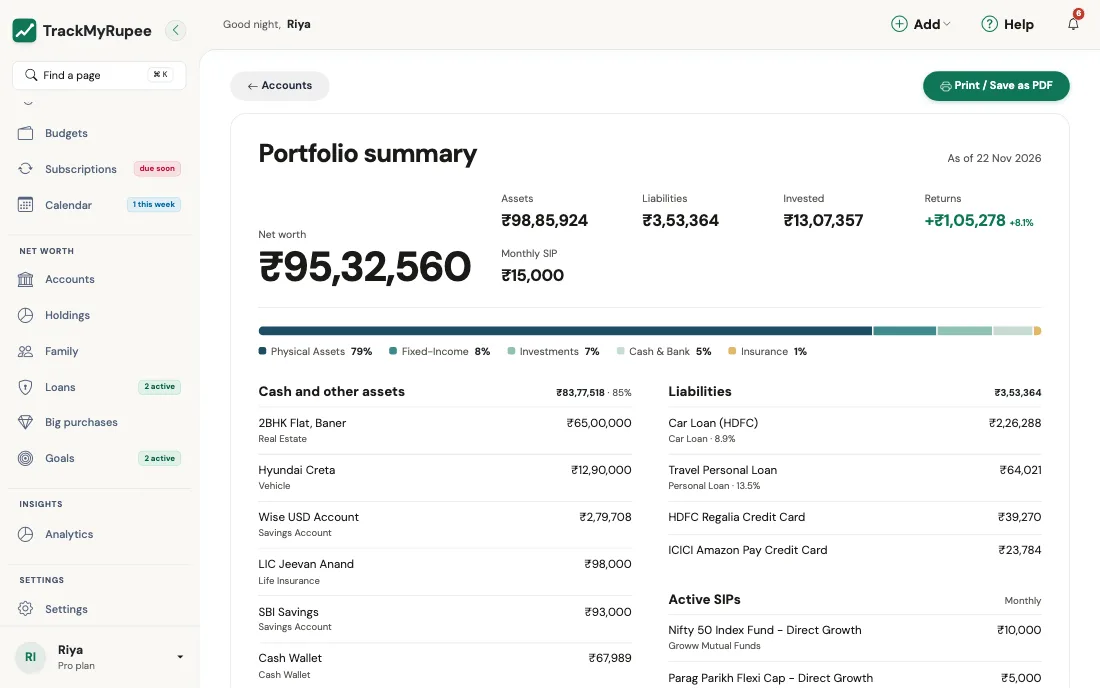 TrackMyRupee
Find a page
⌘ K
Budgets
Subscriptions due soon
Calendar 1 this week
NET WORTH
Accounts
Holdings
Family
Loans 2 active
Big purchases
Goals 2 active
INSIGHTS
Analytics
SETTINGS
Settings
RI
Riya
Pro plan
Good night, Riya
Add
? Help
6
← Accounts
Print / Save as PDF
Portfolio summary
As of 22 Nov 2026
Net worth
₹95,32,560
Assets
₹98,85,924
Liabilities
₹3,53,364
Invested
₹13,07,357
Returns
+₹1,05,278 +8.1%
Monthly SIP
₹15,000
Physical Assets 79% Fixed-Income 8% Investments 7% Cash & Bank 5% Insurance 1%
Cash and other assets ₹83,77,518 · 85%
2BHK Flat, Baner ₹65,00,000
Real Estate
Hyundai Creta ₹12,90,000
Vehicle
Wise USD Account ₹2,79,708
Savings Account
LIC Jeevan Anand ₹98,000
Life Insurance
SBI Savings ₹93,000
Savings Account
Cash Wallet ₹67,989
Cash Wallet
Liabilities ₹3,53,364
Car Loan (HDFC) ₹2,26,288
Car Loan · 8.9%
Travel Personal Loan ₹64,021
Personal Loan · 13.5%
HDFC Regalia Credit Card ₹39,270
ICICI Amazon Pay Credit Card ₹23,784
Active SIPs Monthly
Nifty 50 Index Fund – Direct Growth ₹10,000
Groww Mutual Funds
Parag Parikh Flexi Cap – Direct Growth ₹5,000